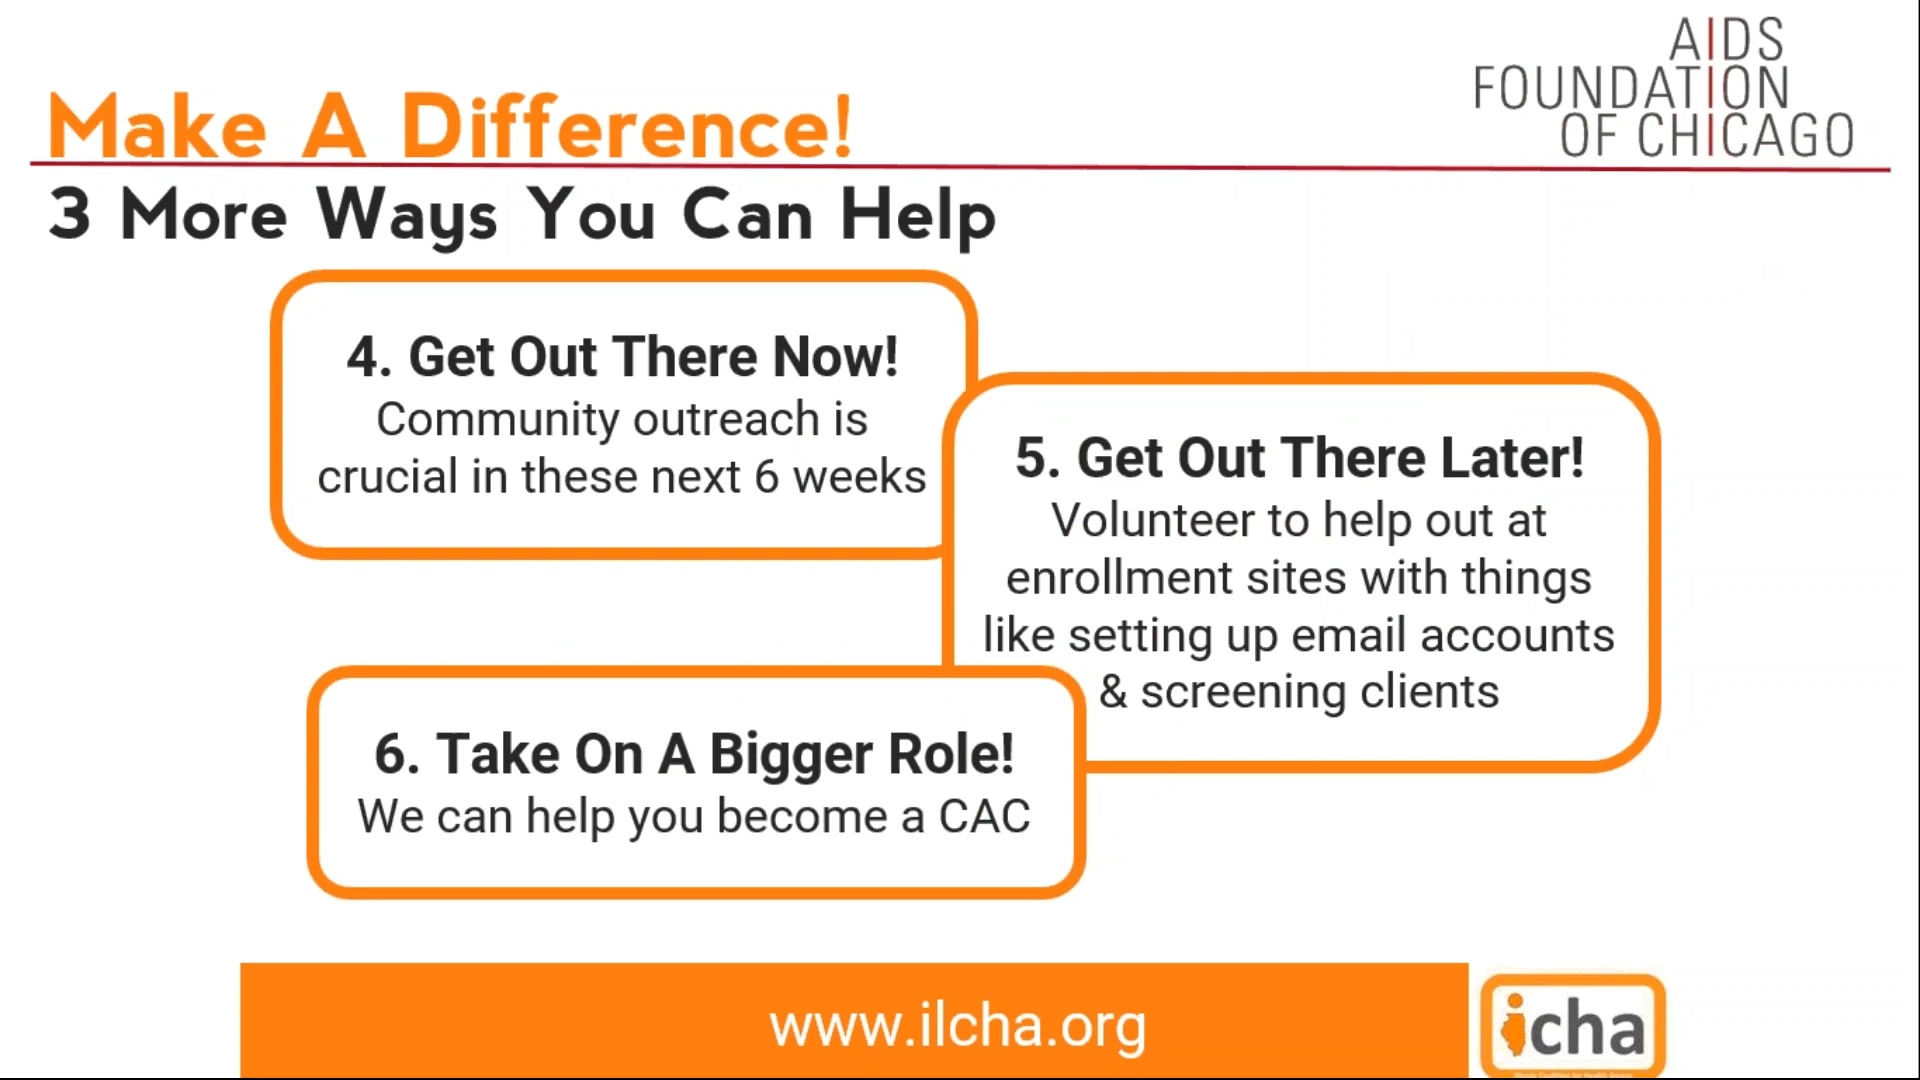 AIDS
FOUNDATION
OF CHICAGO
Make A Difference!
3 More Ways You Can Help
4. Get Out There Now!
Community outreach is
crucial in these next 6 weeks
5. Get Out There Later!
Volunteer to help out at
enrollment sites with things
like setting up email accounts
& screening clients
6. Take On A Bigger Role!
We can help you become a CAC
www.ilcha.org
icha